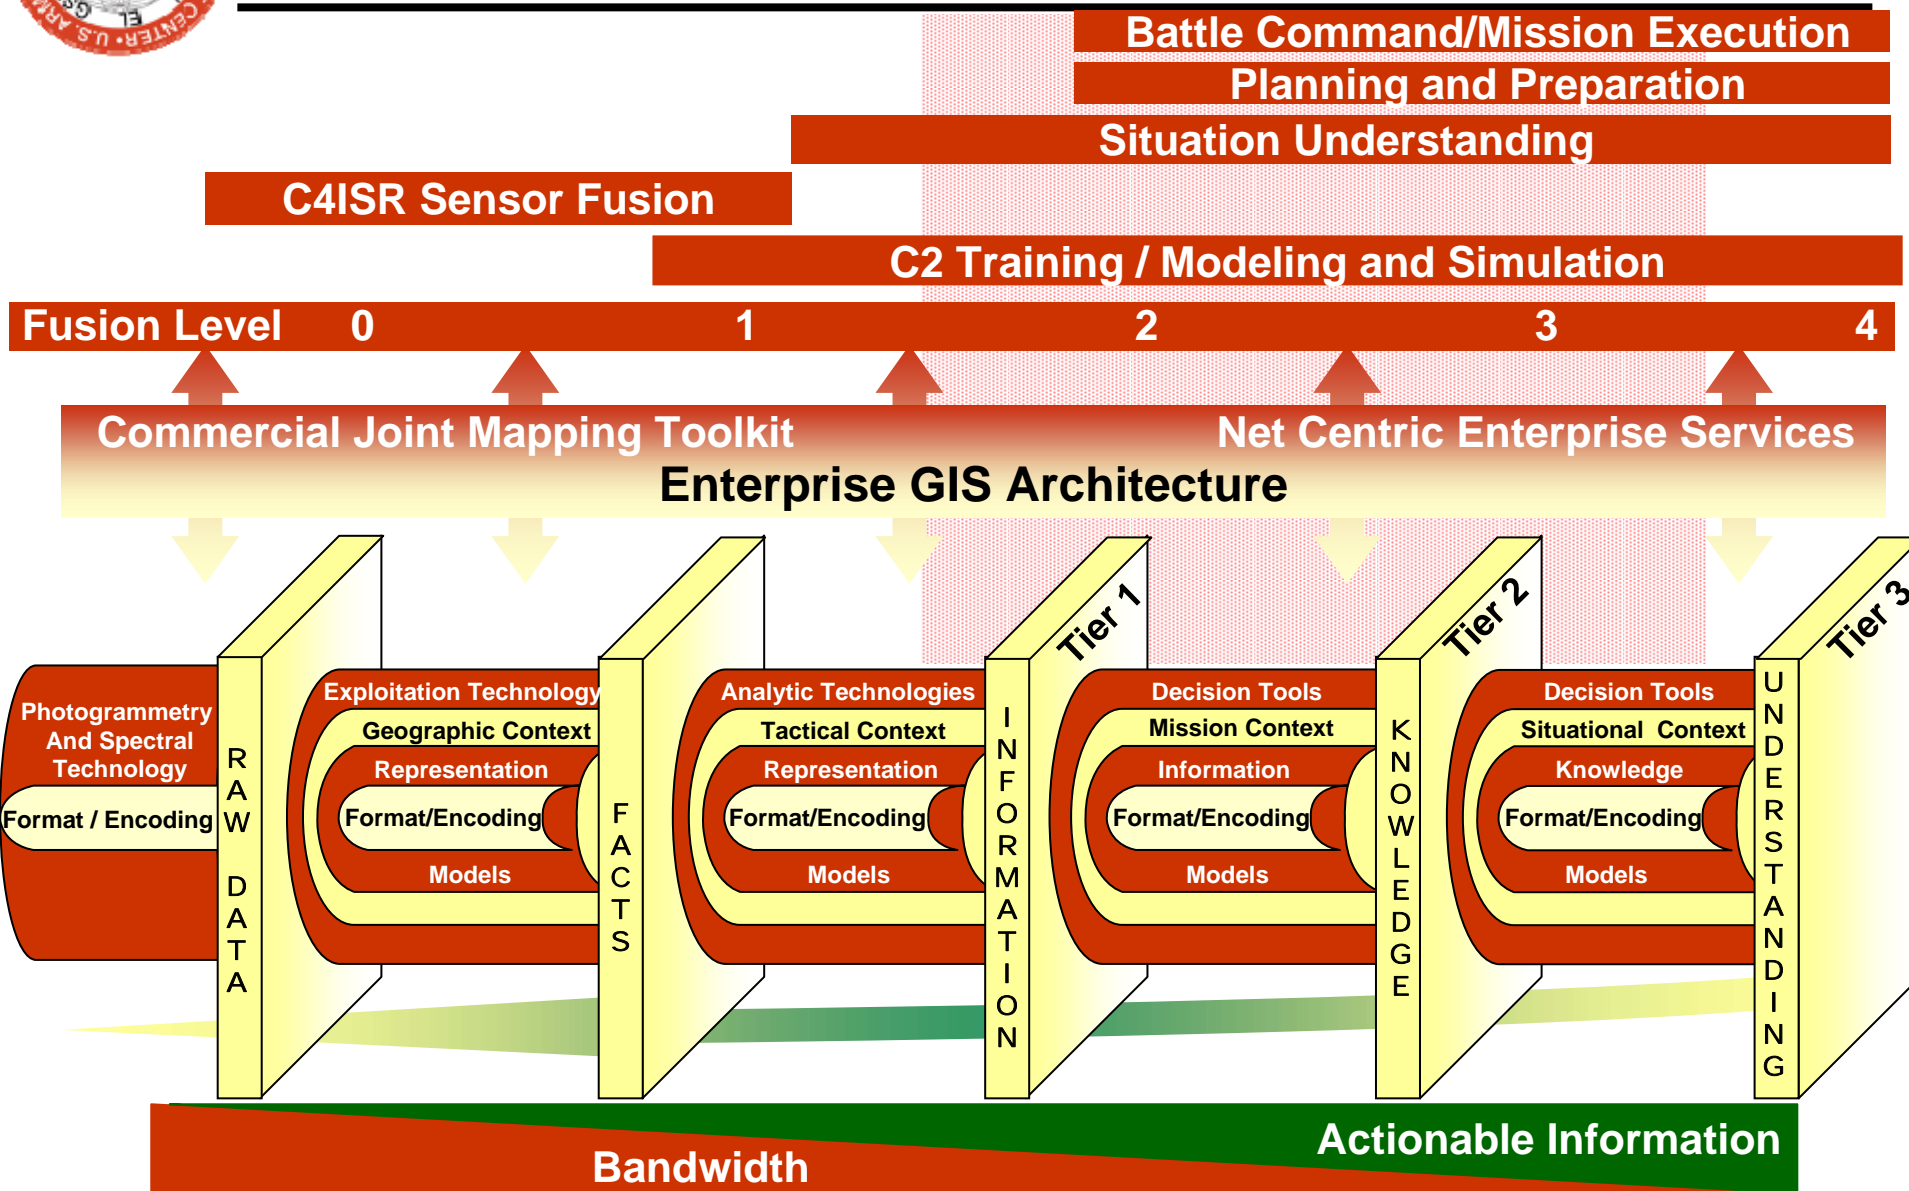 CENTER • U.S. ARM
Battle Command/Mission Execution
Planning and Preparation
Situation Understanding
C4ISR Sensor Fusion
C2 Training / Modeling and Simulation
Fusion Level 0 1 2 3 4
Commercial Joint Mapping Toolkit
Net Centric Enterprise Services
Enterprise GIS Architecture
Photogrammetry
And Spectral
Technology
Format / Encoding
RAW DATA
Exploitation Technology
Geographic Context
Representation
Format/Encoding
Models
FACTS
Analytic Technologies
Tactical Context
Representation
Format/Encoding
Models
INFORMATION
Tier 1
Decision Tools
Mission Context
Information
Format/Encoding
Models
KNOWLEDGE
Tier 2
Decision Tools
Situational Context
Knowledge
Format/Encoding
Models
UNDERSTANDING
Tier 3
Actionable Information
Bandwidth